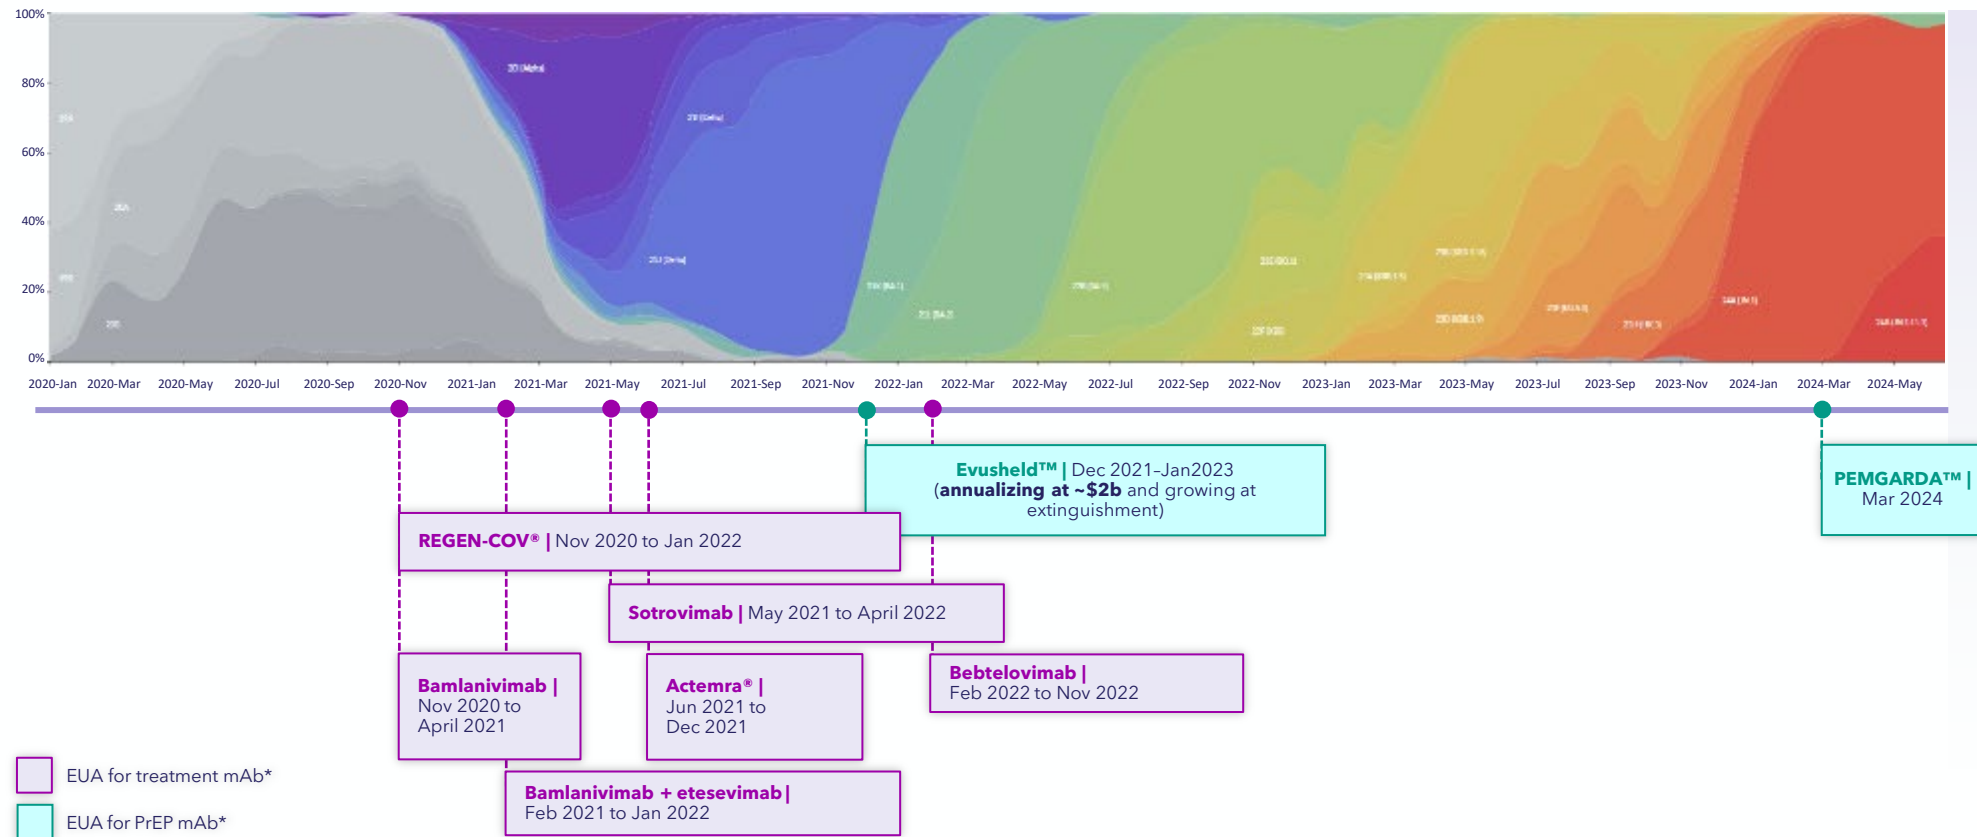 100%
80%
60%
40%
20%
0%
20I (Alpha)
21J (Delta)
2020-Jan 2020-Mar 2020-May 2020-Jul 2020-Sep 2020-Nov 2021-Jan 2021-Mar 2021-May 2021-Jul 2021-Sep 2021-Nov 2022-Jan 2022-Mar 2022-May 2022-Jul 2022-Sep 2022-Nov 2023-Jan 2023-Mar 2023-May 2023-Jul 2023-Sep 2023-Nov 2024-Jan 2024-Mar 2024-May
Evusheld™ | Dec 2021–Jan2023
(annualizing at ~$2b and growing at
extinguishment)
PEMGARDA™ |
Mar 2024
REGEN-COV® | Nov 2020 to Jan 2022
Sotrovimab | May 2021 to April 2022
Bamlanivimab |
Nov 2020 to
April 2021
Actemra® |
Jun 2021 to
Dec 2021
Bebtelovimab |
Feb 2022 to Nov 2022
Bamlanivimab + etesevimab |
Feb 2021 to Jan 2022
EUA for treatment mAb*
EUA for PrEP mAb*